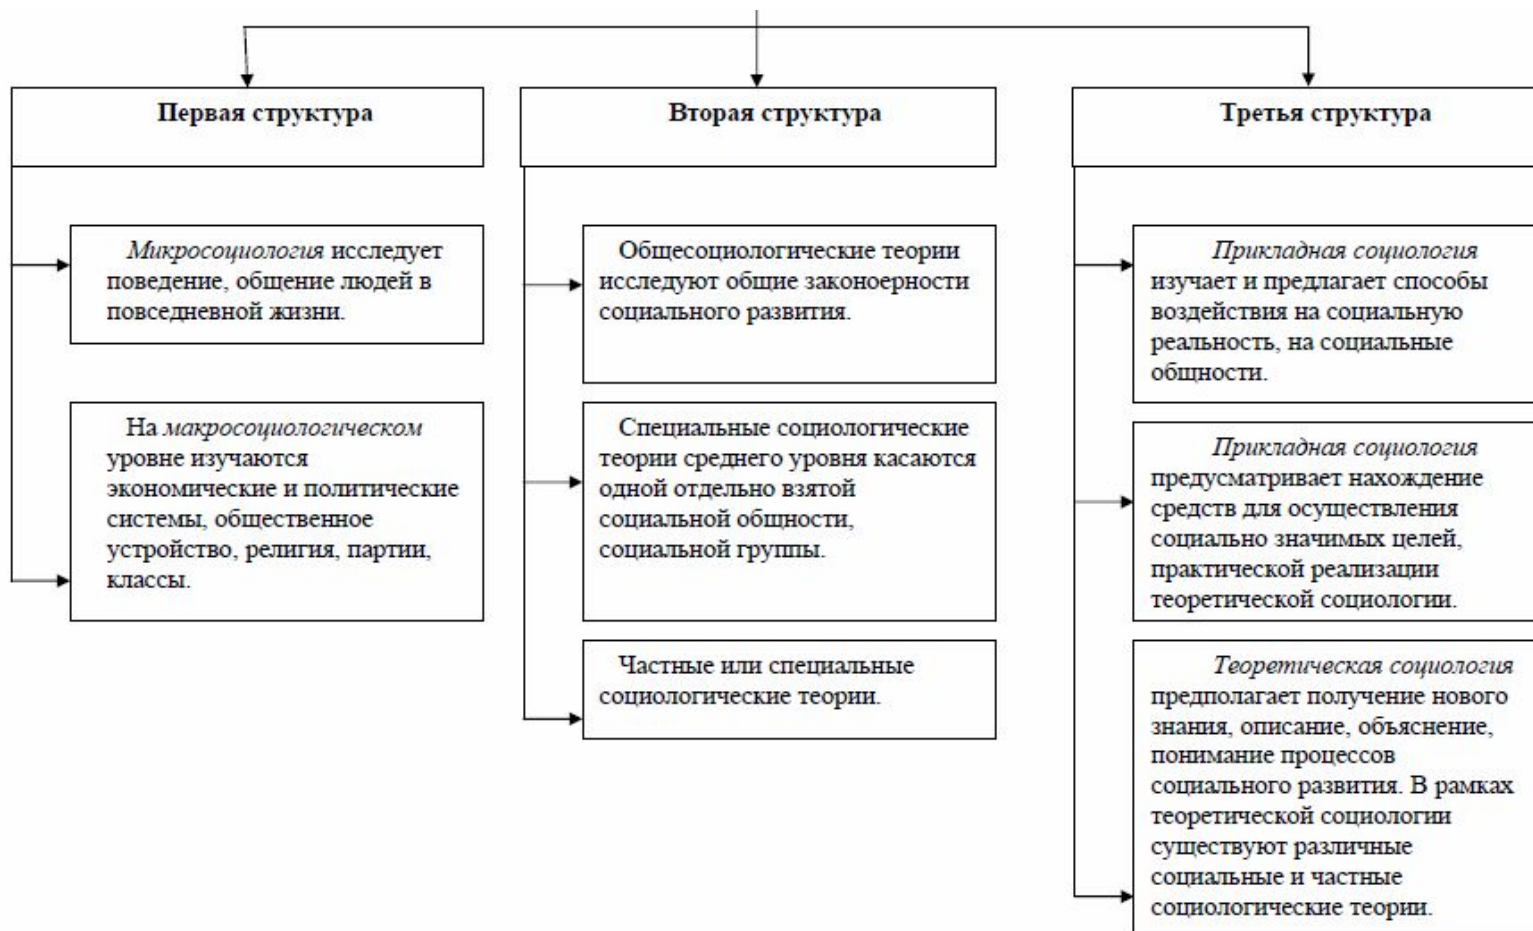 Первая структура
Микросоциология исследует
поведение, общение людей в
повседневной жизни.
На макросоциологическом
уровне изучаются
экономические и политические
системы, общественное
устройство, религия, партии,
классы.
Вторая структура
Общесоциологические теории
исследуют общие законоерности
социального развития.
Специальные социологические
теории среднего уровня касаются
одной отдельно взятой
социальной общности,
социальной группы.
Частные или специальные
социологические теории.
Третья структура
Прикладная социология
изучает и предлагает способы
воздействия на социальную
реальность, на социальные
общности.
Прикладная социология
предусматривает нахождение
средств для осуществления
социально значимых целей,
практической реализации
теоретической социологии.
Теоретическая социология
предполагает получение нового
знания, описание, объяснение,
понимание процессов
социального развития. В рамках
теоретической социологии
существуют различные
социальные и частные
социологические теории.